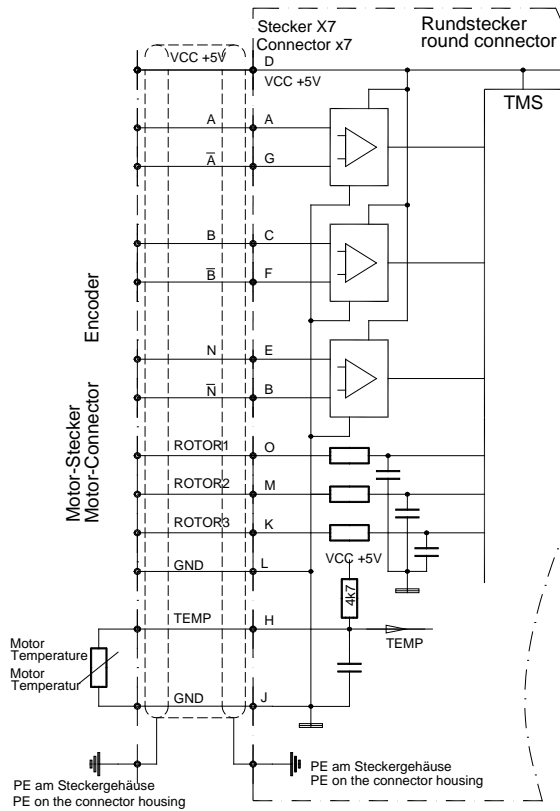 Stecker X7
Connector x7
Rundstecker
round connector
VCC +5V
D
VCC +5V
TMS
A
A
A̅
G
B
C
B̅
F
N
E
N̅
B
Encoder
Motor-Stecker
Motor-Connector
ROTOR1
O
ROTOR2
M
ROTOR3
K
GND
L
VCC +5V
4k7
TEMP
H
TEMP
Motor
Temperature
Motor
Temperatur
GND
J
PE am Steckergehäuse
PE on the connector housing
PE am Steckergehäuse
PE on the connector housing